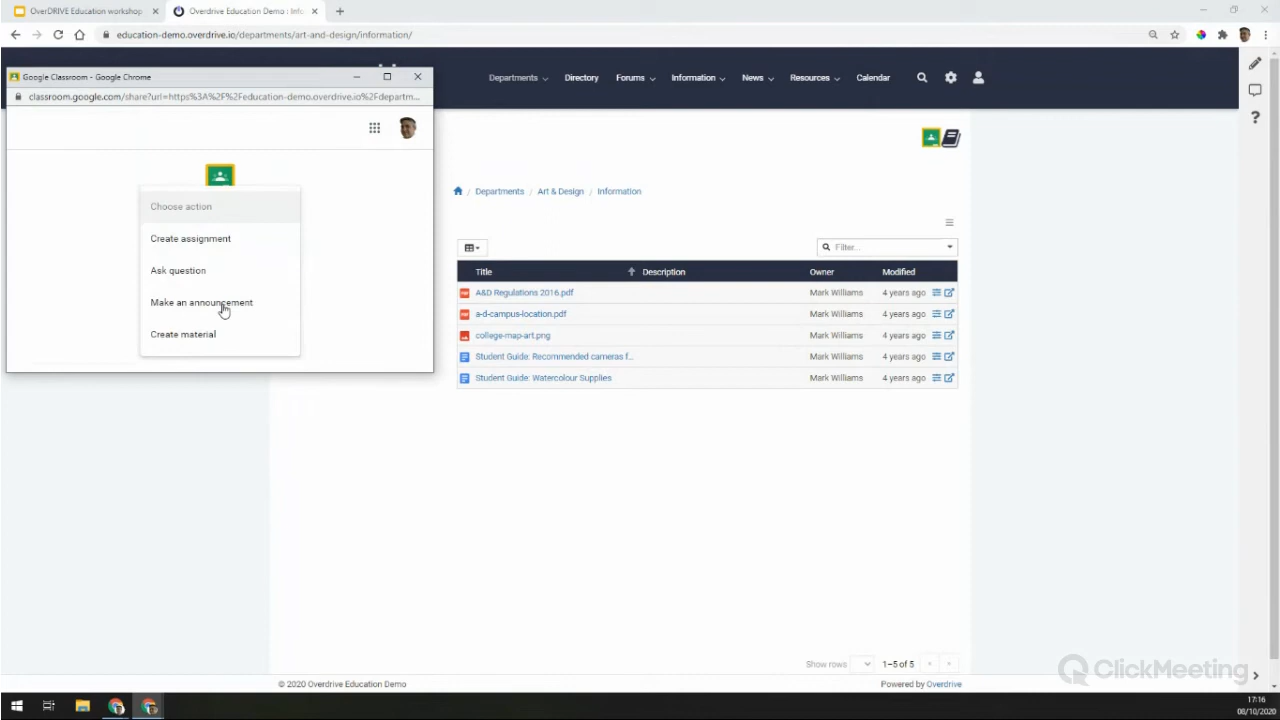 OverDRIVE Education workshop
Overdrive Education Demo : Info
education-demo.overdrive.io/departments/art-and-design/information/
Google Classroom - Google Chrome
classroom.google.com/share?url=https%3A%2F%2Feducation-demo.overdrive.io%2Fdepartm...
Departments
Directory
Forums
Information
News
Resources
Calendar
Choose action
Create assignment
Ask question
Make an announcement
Create material
Departments / Art & Design / Information
Filter...
Title Description Owner Modified
A&D Regulations 2016.pdf Mark Williams 4 years ago
a-d-campus-location.pdf Mark Williams 4 years ago
college-map-art.png Mark Williams 4 years ago
Student Guide: Recommended cameras f... Mark Williams 4 years ago
Student Guide: Watercolour Supplies Mark Williams 4 years ago
Show rows 1–5 of 5
ClickMeeting
© 2020 Overdrive Education Demo Powered by Overdrive
17:16
08/10/2020